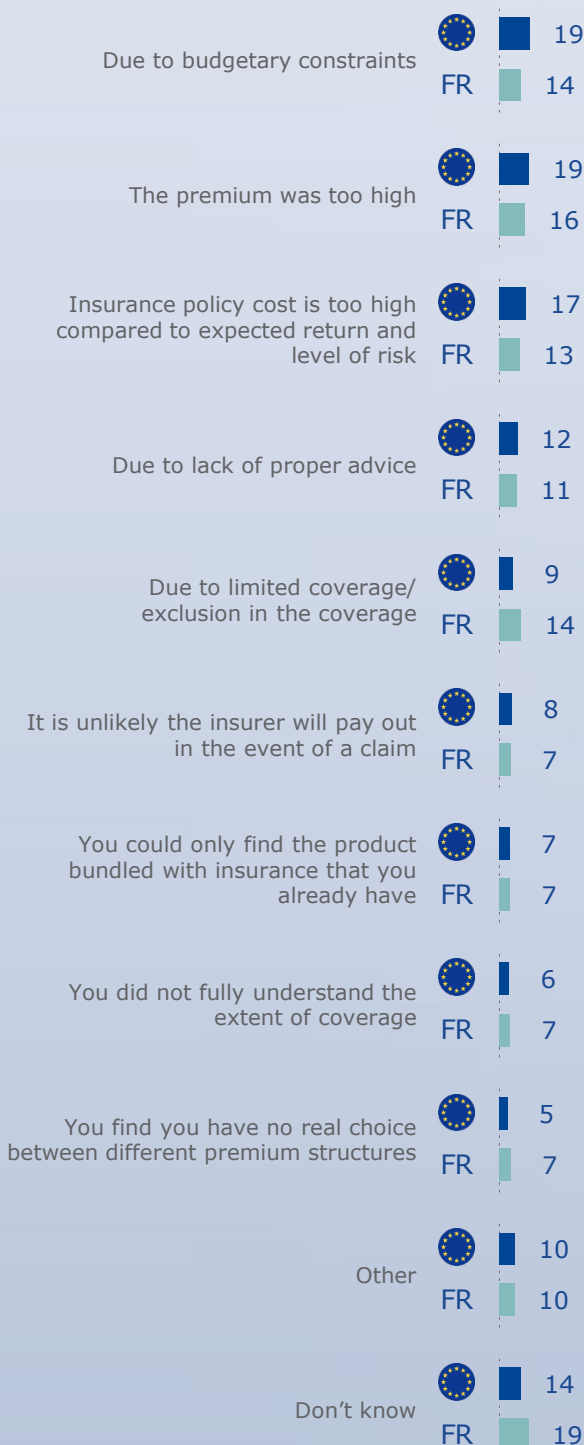 19
Due to budgetary constraints
FR 14
19
The premium was too high
FR 16
Insurance policy cost is too high 17
compared to expected return and
level of risk FR 13
12
Due to lack of proper advice
FR 11
9
Due to limited coverage/
exclusion in the coverage
FR 14
8
It is unlikely the insurer will pay out
in the event of a claim
FR 7
You could only find the product 7
bundled with insurance that you
already have FR 7
6
You did not fully understand the
extent of coverage
FR 7
5
You find you have no real choice
between different premium structures
FR 7
10
Other
FR 10
14
Don’t know
FR 19